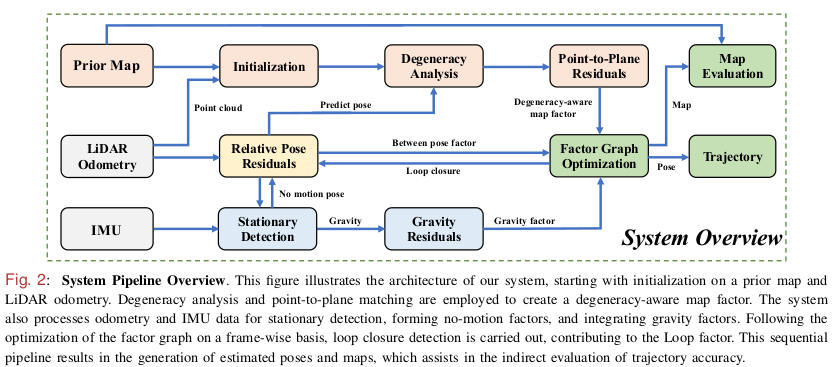 Prior Map
Initialization
Degeneracy
Analysis
Point-to-Plane
Residuals
Map
Evaluation
Point cloud
Predict pose
Degeneracy-aware
map factor
Map
LiDAR
Odometry
Relative Pose
Residuals
Between pose factor
Loop closure
Factor Graph
Optimization
Pose
Trajectory
No motion pose
IMU
Stationary
Detection
Gravity
Gravity
Residuals
Gravity factor
System Overview
Fig. 2: System Pipeline Overview. This figure illustrates the architecture of our system, starting with initialization on a prior map and
LiDAR odometry. Degeneracy analysis and point-to-plane matching are employed to create a degeneracy-aware map factor. The system
also processes odometry and IMU data for stationary detection, forming no-motion factors, and integrating gravity factors. Following the
optimization of the factor graph on a frame-wise basis, loop closure detection is carried out, contributing to the Loop factor. This sequential
pipeline results in the generation of estimated poses and maps, which assists in the indirect evaluation of trajectory accuracy.